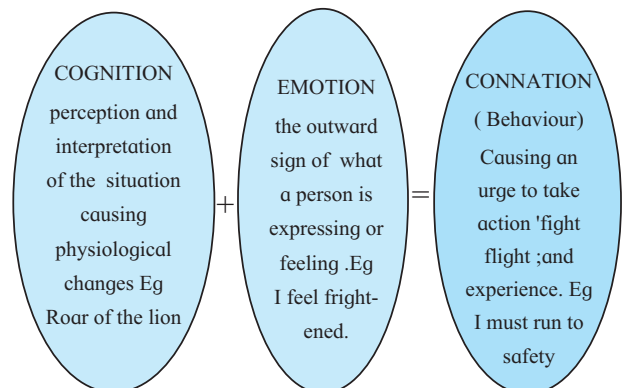 COGNITION
perception and
interpretation
of the situation
causing
physiological
changes Eg
Roar of the lion
+
EMOTION
the outward
sign of what
a person is
expressing or
feeling .Eg
I feel fright-
ened.
=
CONNATION
( Behaviour)
Causing an
urge to take
action 'fight
flight ;and
experience. Eg
I must run to
safety